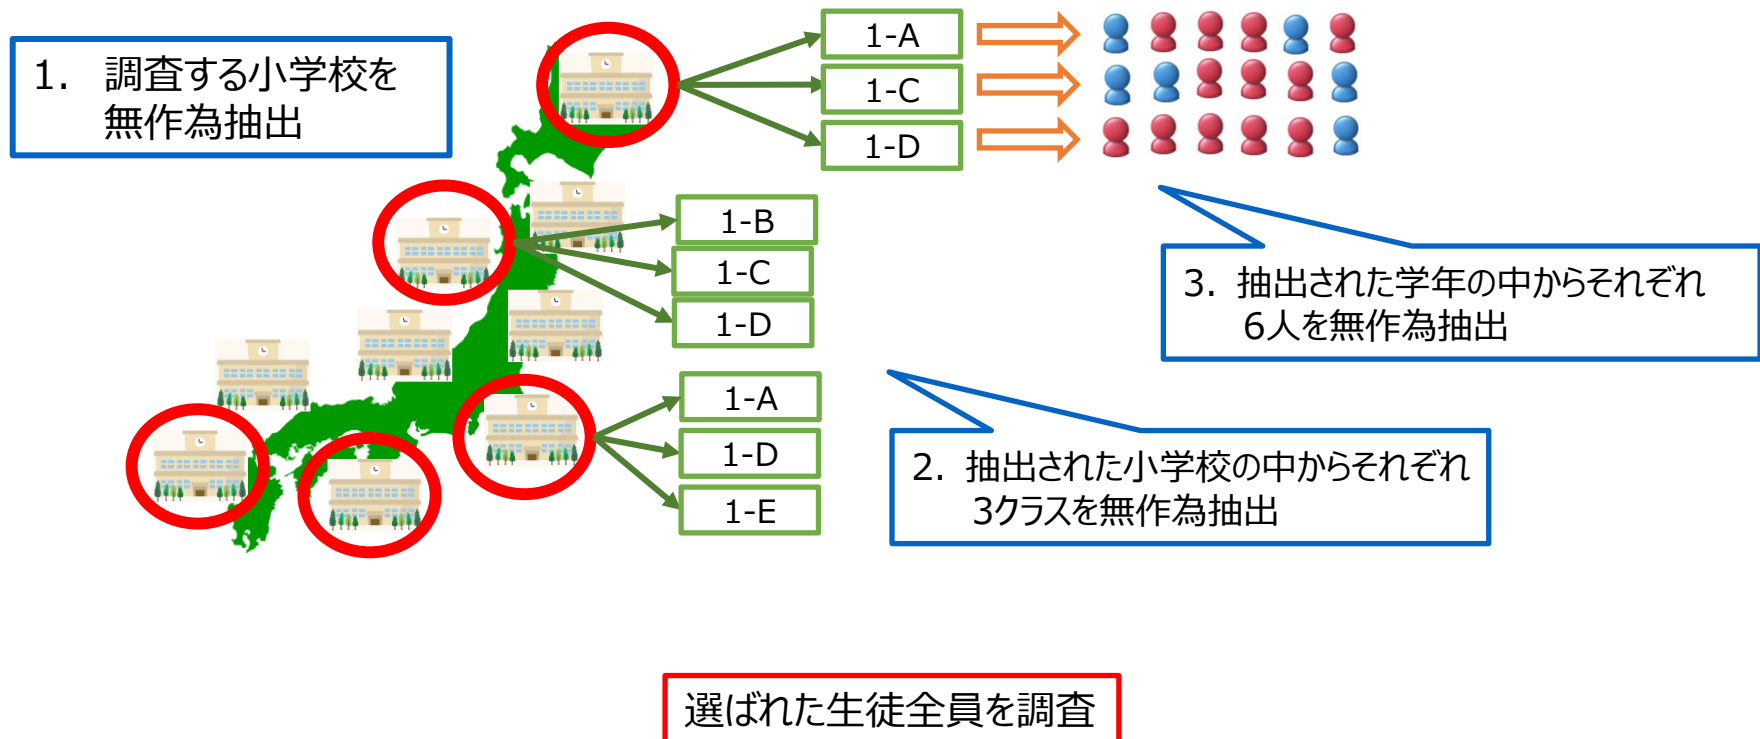 1. 調査する小学校を
無作為抽出
1-A
1-C
1-D
1-B
1-C
1-D
3. 抽出された学年の中からそれぞれ
6人を無作為抽出
1-A
1-D
1-E
2. 抽出された小学校の中からそれぞれ
3クラスを無作為抽出
選ばれた生徒全員を調査